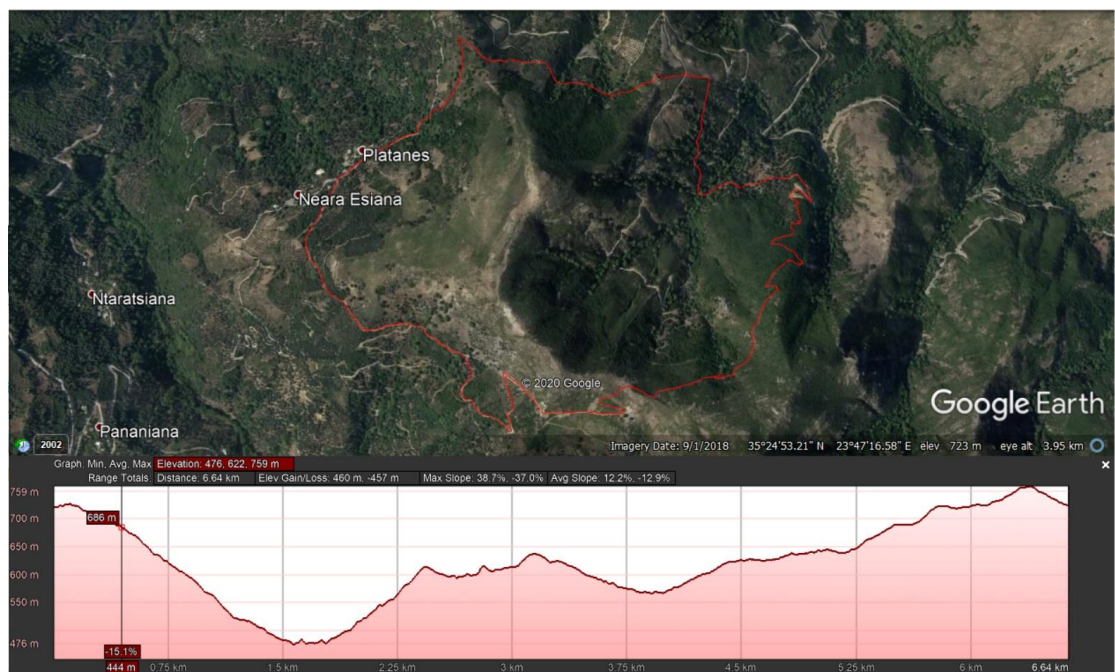 Platanes
Neara Esiana
Ntaratsiana
© 2020 Google
Google Earth
Pananiana
2002
Imagery Date: 9/1/2018 35°24'53.21" N 23°47'16.58" E elev 723 m eye alt 3.95 km
Graph: Min, Avg, Max Elevation: 476, 622, 759 m
Range Totals: Distance: 6.64 km Elev Gain/Loss: 460 m, -457 m Max Slope: 38.7%, -37.0% Avg Slope: 12.2%, -12.9%
759 m
686 m
700 m
650 m
600 m
550 m
476 m
-15.1%
444 m 0.75 km 1.5 km 2.25 km 3 km 3.75 km 4.5 km 5.25 km 6 km 6.64 km